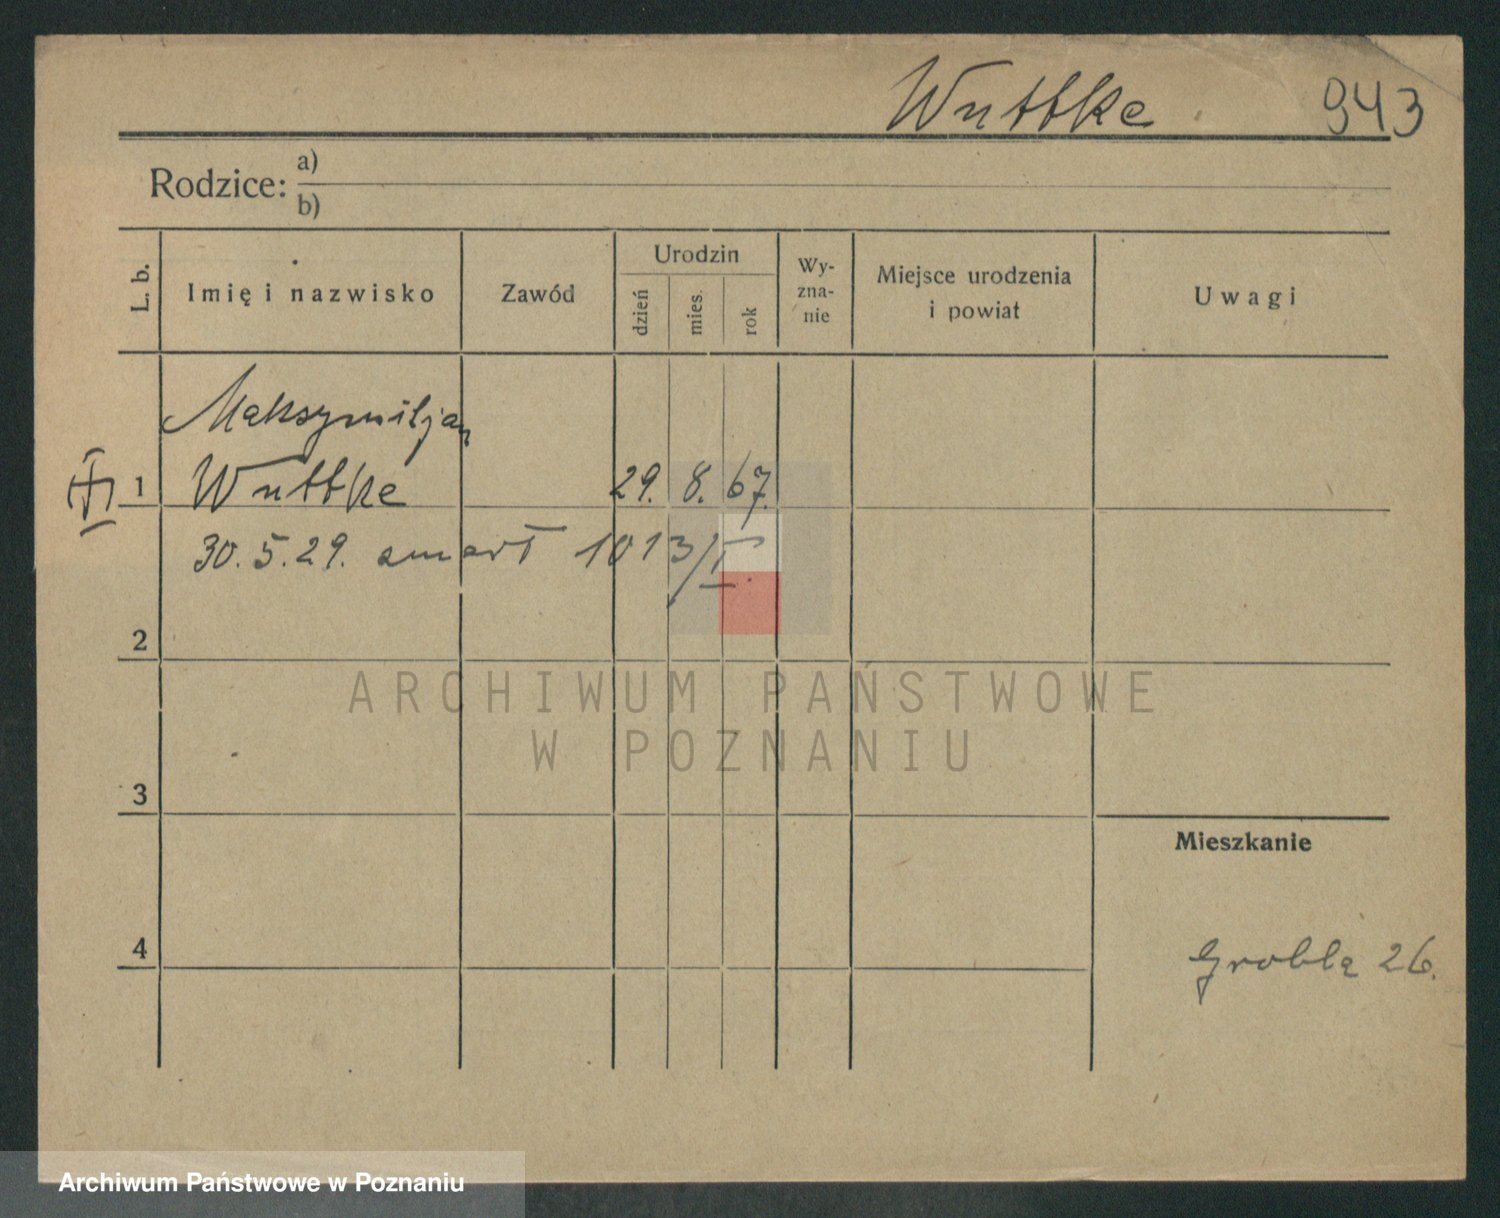 Wuttke 943
Rodzice: a)
b)
L. b.
Imię i nazwisko
Zawód
Urodzin
dzień
mies.
rok
Wy-
zna-
nie
Miejsce urodzenia
i powiat
Uwagi
Maksymiljan
1 Wuttke 29. 8. 67.
30. 5. 29. zmarł 1013/I.
2
ARCHIWUM PAŃSTWOWE
W POZNANIU
3
Mieszkanie
4
Grobla 26.
Archiwum Państwowe w Poznaniu